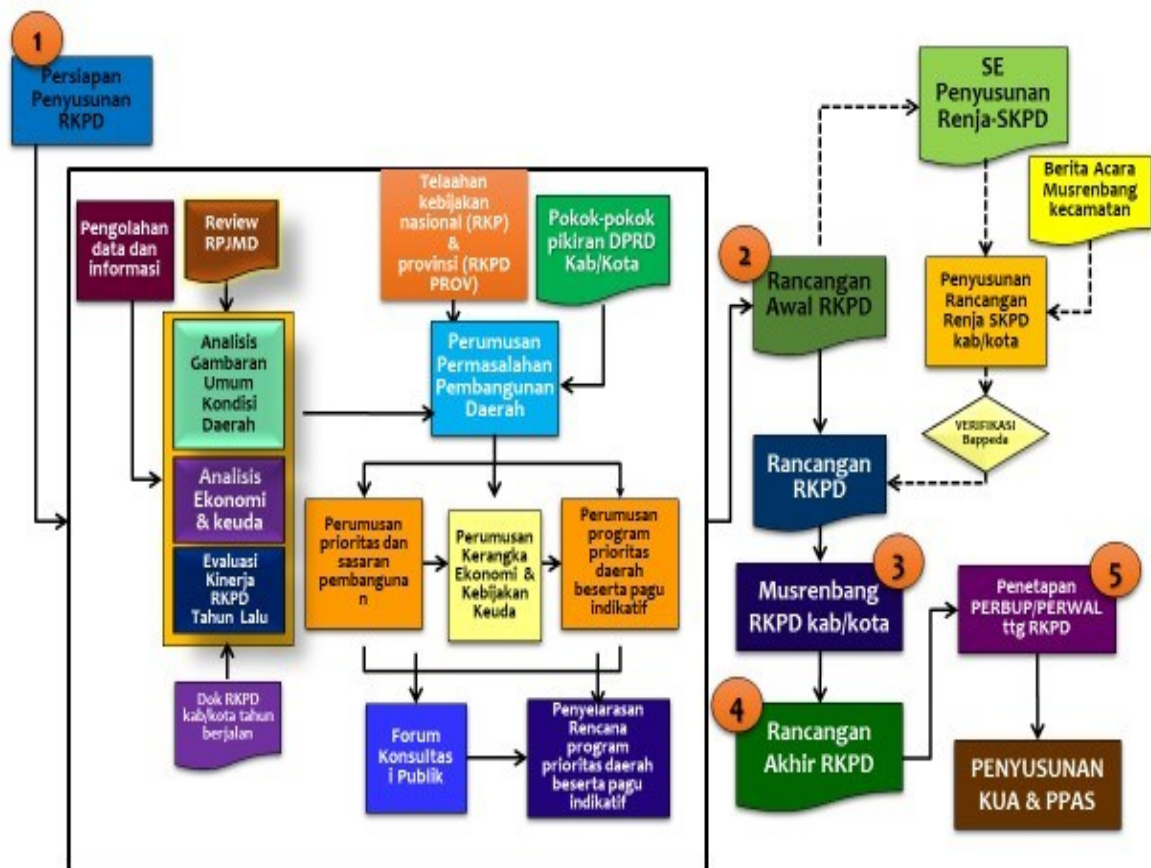 1
Persiapan
Penyusunan
RKPD
Pengolahan
data dan
informasi
Review
RPJMD
Telaahan
kebijakan
nasional (RKP)
&
provinsi (RKPD
PROV)
Pokok-pokok
pikiran DPRD
Kab/Kota
Analisis
Gambaran
Umum
Kondisi
Daerah
Analisis
Ekonomi
& keuda
Evaluasi
Kinerja
RKPD
Tahun Lalu
Dok RKPD
kab/kota tahun
berjalan
Perumusan
Permasalahan
Pembangunan
Daerah
Perumusan
prioritas dan
sasaran
pembanguna
n
Perumusan
Kerangka
Ekonomi &
Kebijakan
Keuda
Perumusan
program
prioritas
daerah
beserta pagu
indikatif
Forum
Konsultas
i Publik
Penyelarasan
Rencana
program
prioritas daerah
beserta pagu
indikatif
2
Rancangan
Awal RKPD
SE
Penyusunan
Renja-SKPD
Berita Acara
Musrenbang
kecamatan
Penyusunan
Rancangan
Renja SKPD
kab/kota
VERIFIKASI
Bappeda
Rancangan
RKPD
3
Musrenbang
RKPD kab/kota
4
Rancangan
Akhir RKPD
5
Penetapan
PERBUP/PERWAL
ttg RKPD
PENYUSUNAN
KUA & PPAS